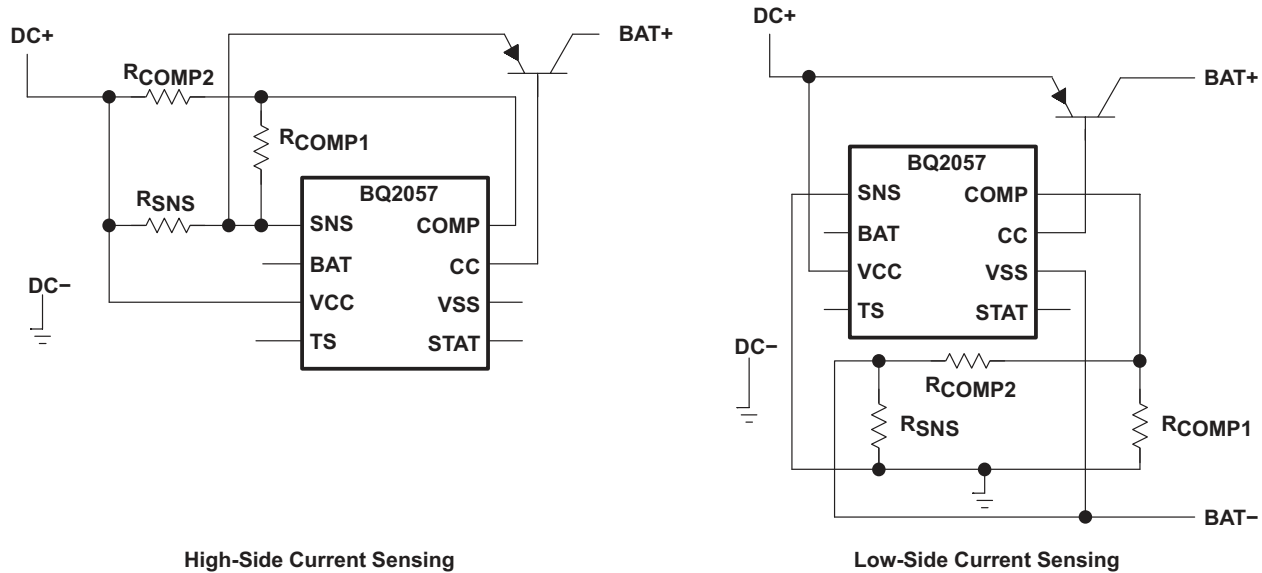 DC+
BAT+
RCOMP2
RCOMP1
BQ2057
RSNS
SNS
COMP
BAT
CC
DC−
VCC
VSS
TS
STAT
High-Side Current Sensing
DC+
BAT+
BQ2057
SNS
COMP
BAT
CC
VCC
VSS
TS
STAT
DC−
RCOMP2
RSNS
RCOMP1
BAT−
Low-Side Current Sensing